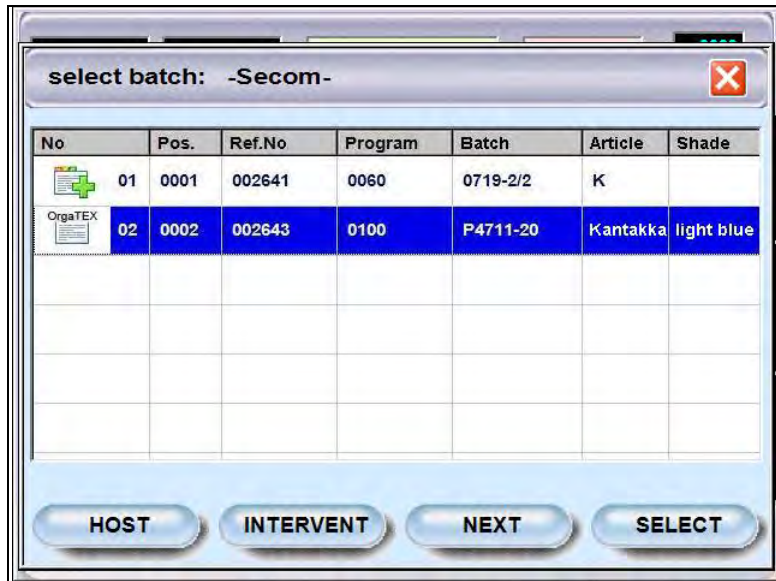 select batch: -Secom-
No Pos. Ref.No Program Batch Article Shade
01 0001 002641 0060 0719-2/2 K
OrgaTEX 02 0002 002643 0100 P4711-20 Kantakka light blue
HOST INTERVENT NEXT SELECT